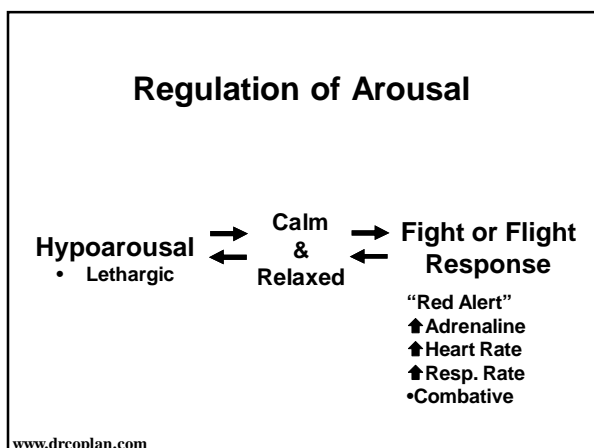 Regulation of Arousal
Hypoarousal
• Lethargic
Calm
&
Relaxed
Fight or Flight
Response
“Red Alert”
⬆Adrenaline
⬆Heart Rate
⬆Resp. Rate
•Combative
www.drcoplan.com